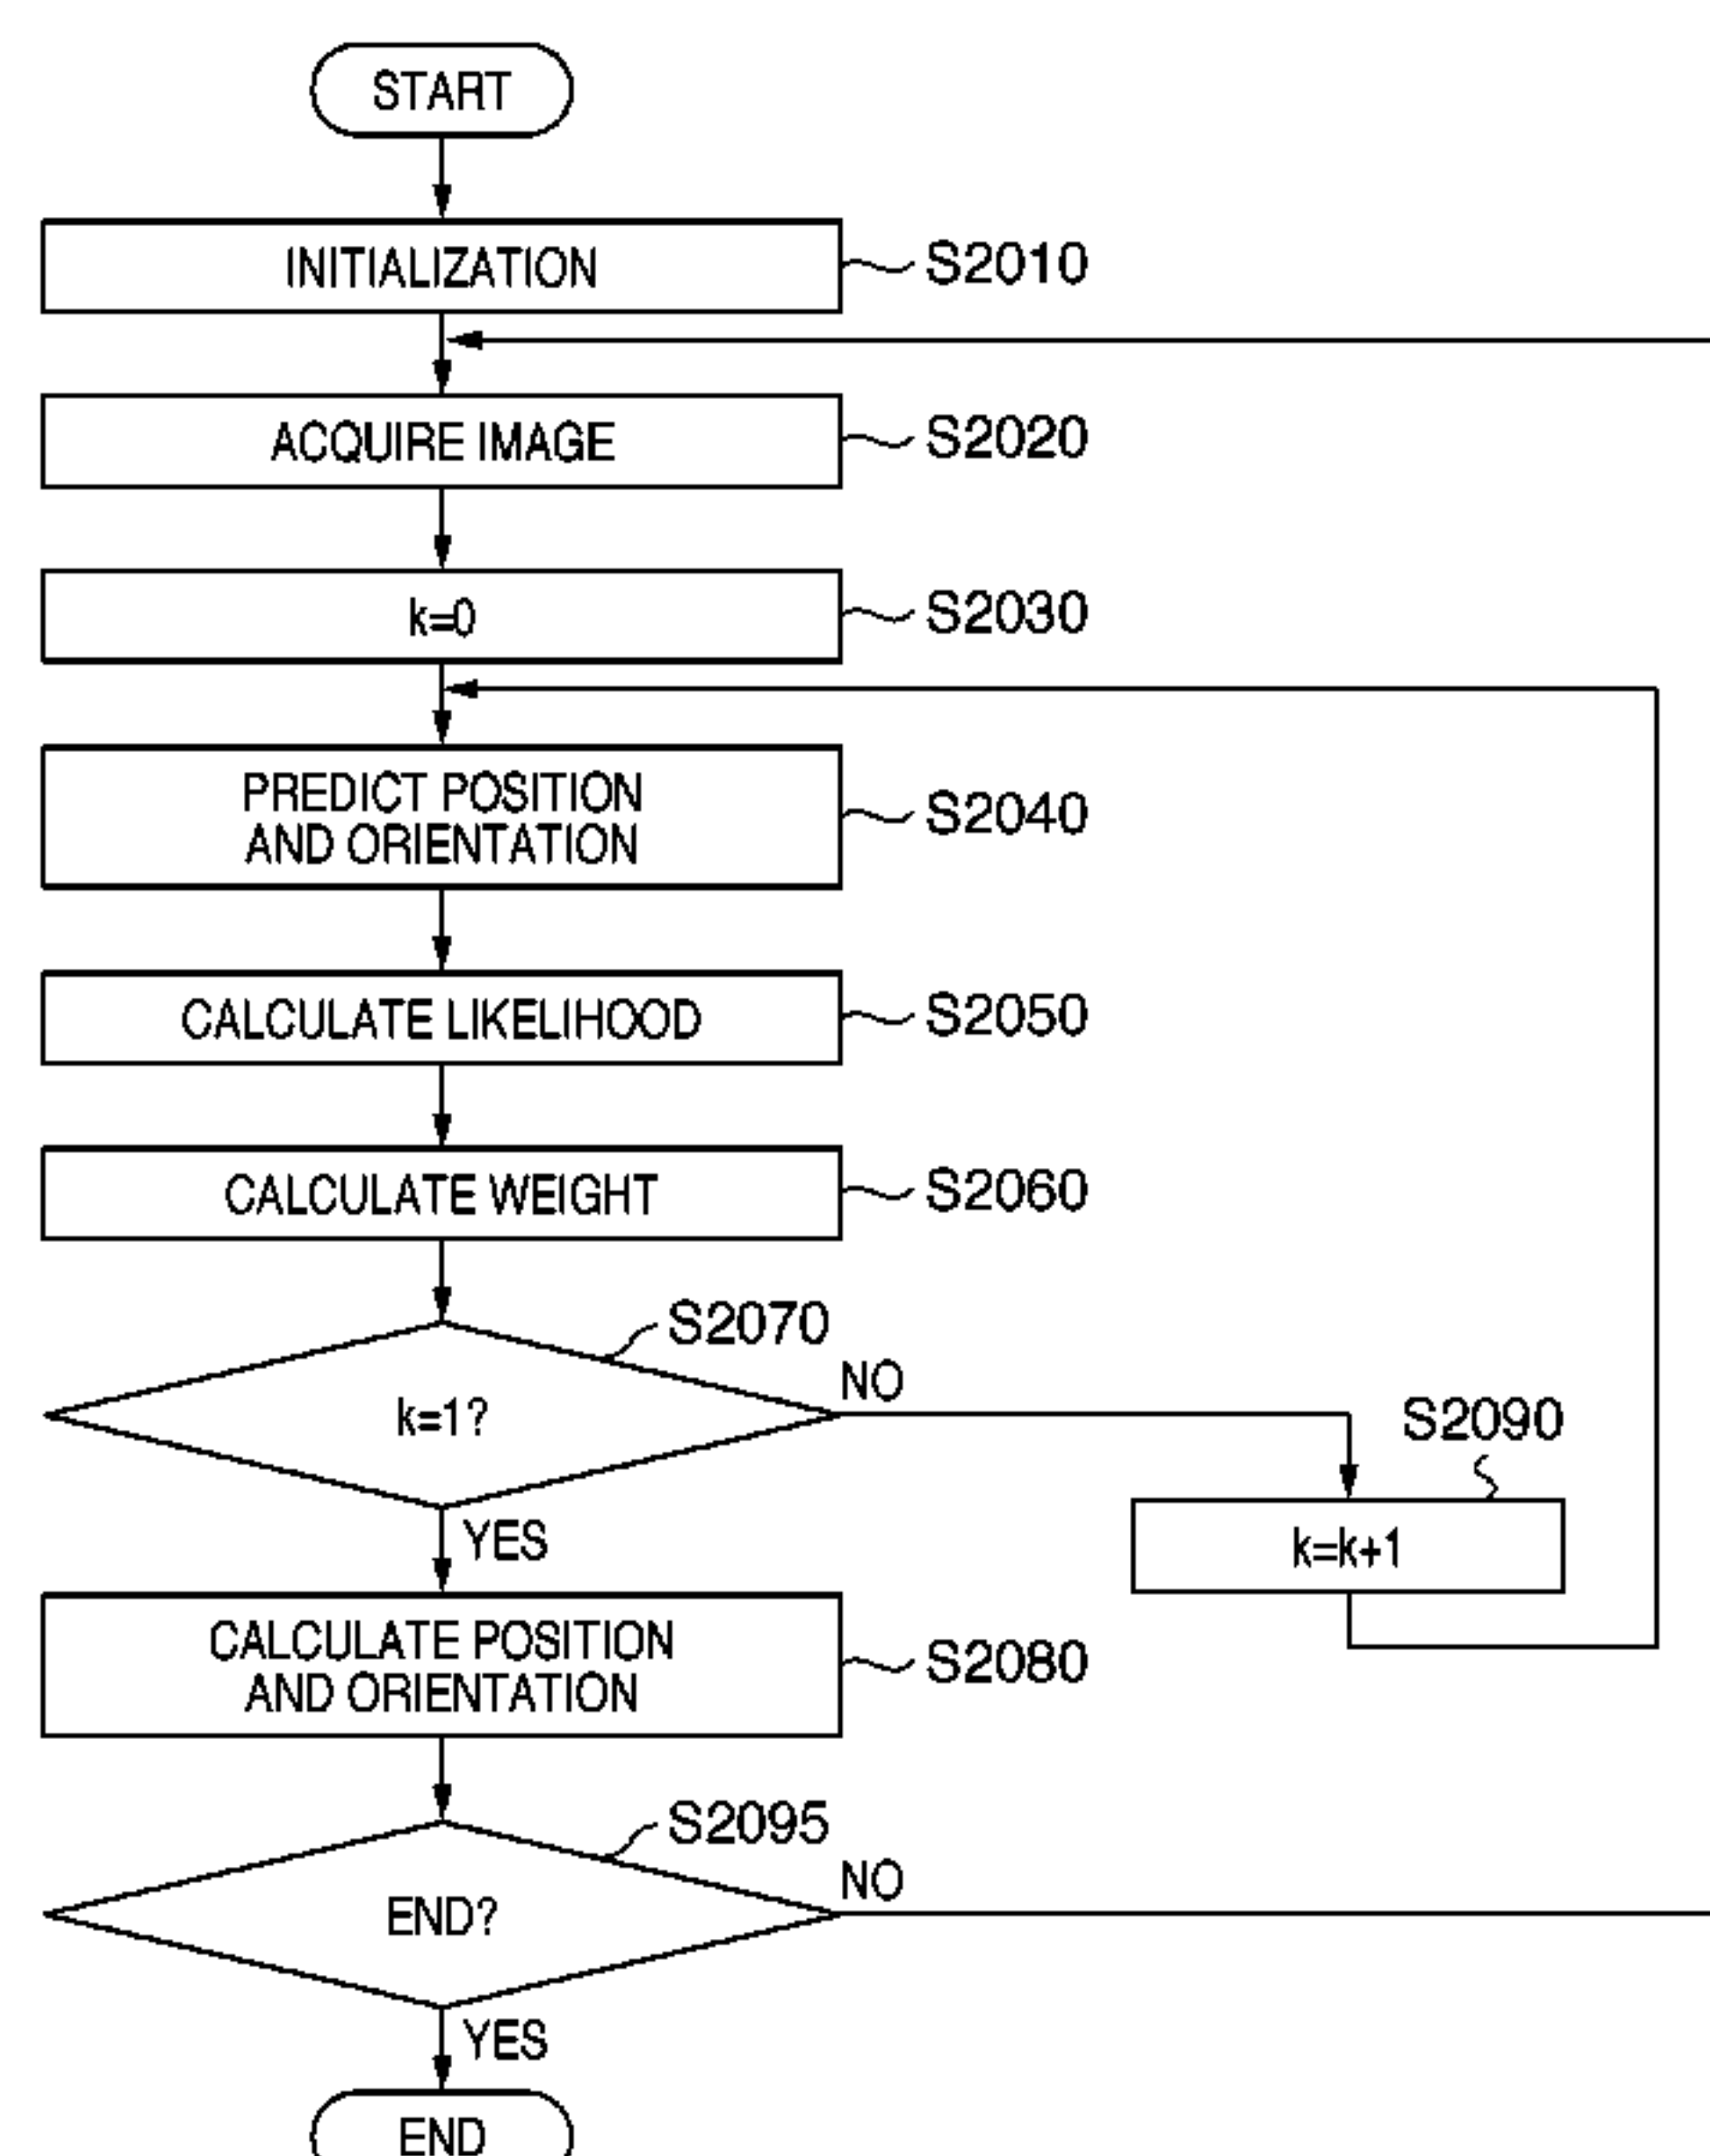 START
INITIALIZATION
S2010
ACQUIRE IMAGE
S2020
k=0
S2030
PREDICT POSITION
AND ORIENTATION
S2040
CALCULATE LIKELIHOOD
S2050
CALCULATE WEIGHT
S2060
S2070
k=1?
NO
YES
S2090
k=k+1
CALCULATE POSITION
AND ORIENTATION
S2080
S2095
END?
NO
YES
END